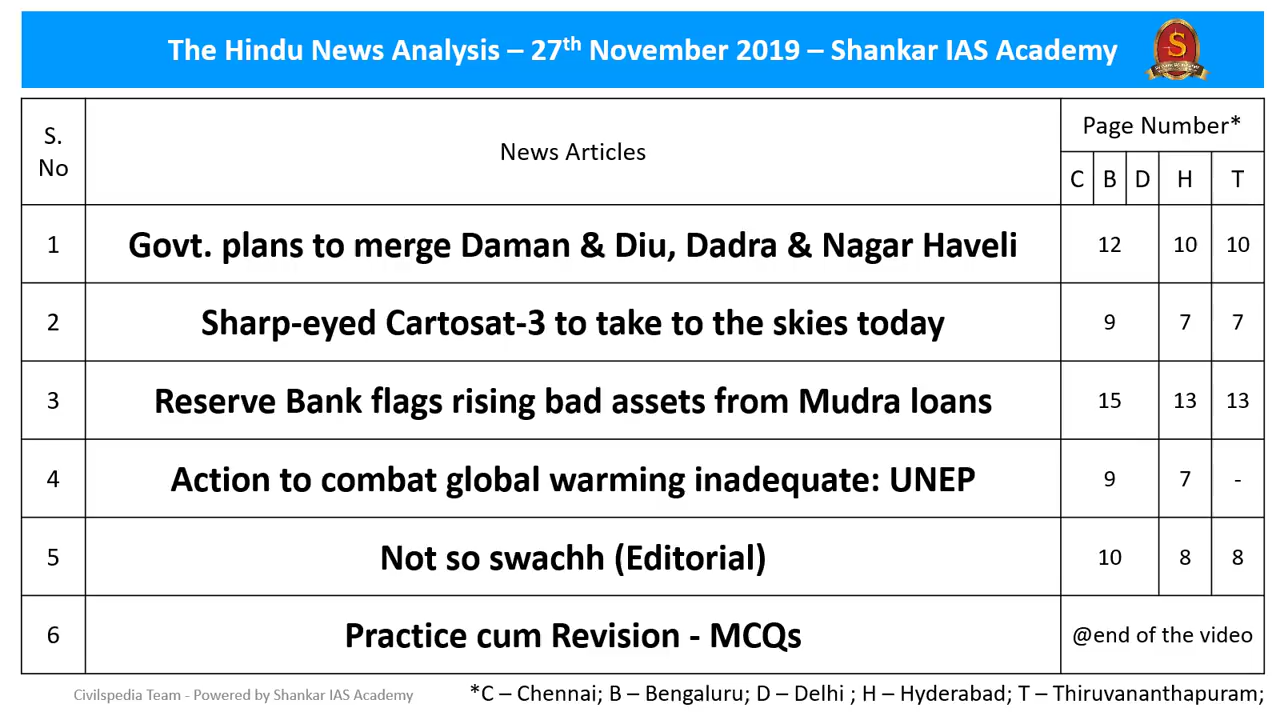 The Hindu News Analysis – 27th November 2019 – Shankar IAS Academy
S. No
News Articles
Page Number*
C B D H T
1 Govt. plans to merge Daman & Diu, Dadra & Nagar Haveli 12 10 10
2 Sharp-eyed Cartosat-3 to take to the skies today 9 7 7
3 Reserve Bank flags rising bad assets from Mudra loans 15 13 13
4 Action to combat global warming inadequate: UNEP 9 7 -
5 Not so swachh (Editorial) 10 8 8
6 Practice cum Revision - MCQs @end of the video
Civilspedia Team - Powered by Shankar IAS Academy
*C – Chennai; B – Bengaluru; D – Delhi ; H – Hyderabad; T – Thiruvananthapuram;